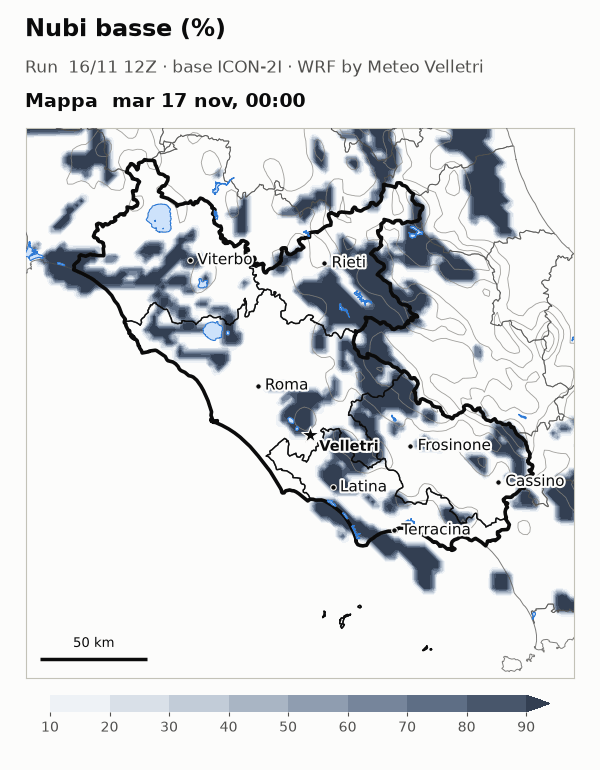 Nubi basse (%)
Run  16/11 12Z · base ICON-2I · WRF by Meteo Velletri
Mappa  mar 17 nov, 00:00
Viterbo
Rieti
Roma
Velletri
Frosinone
Latina
Cassino
Terracina
50 km
10 20 30 40 50 60 70 80 90